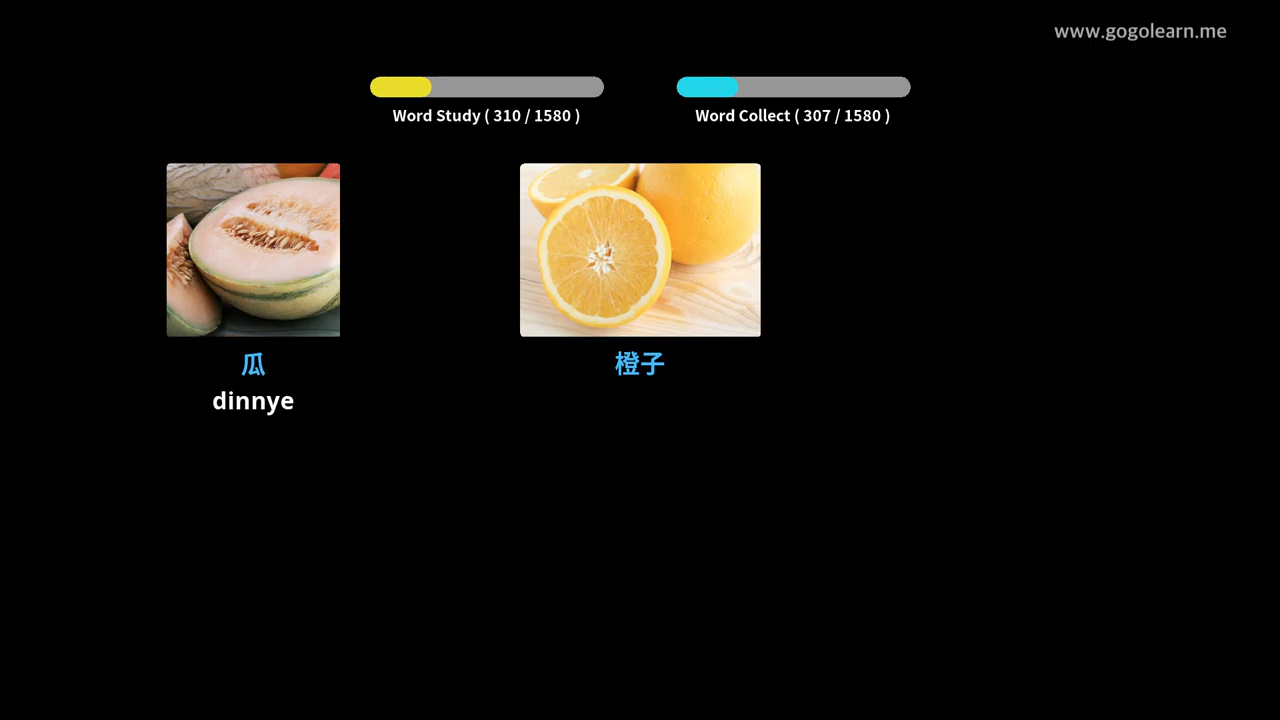 www.gogolearn.me
Word Study ( 310 / 1580 )
Word Collect ( 307 / 1580 )
瓜
橙子
dinnye